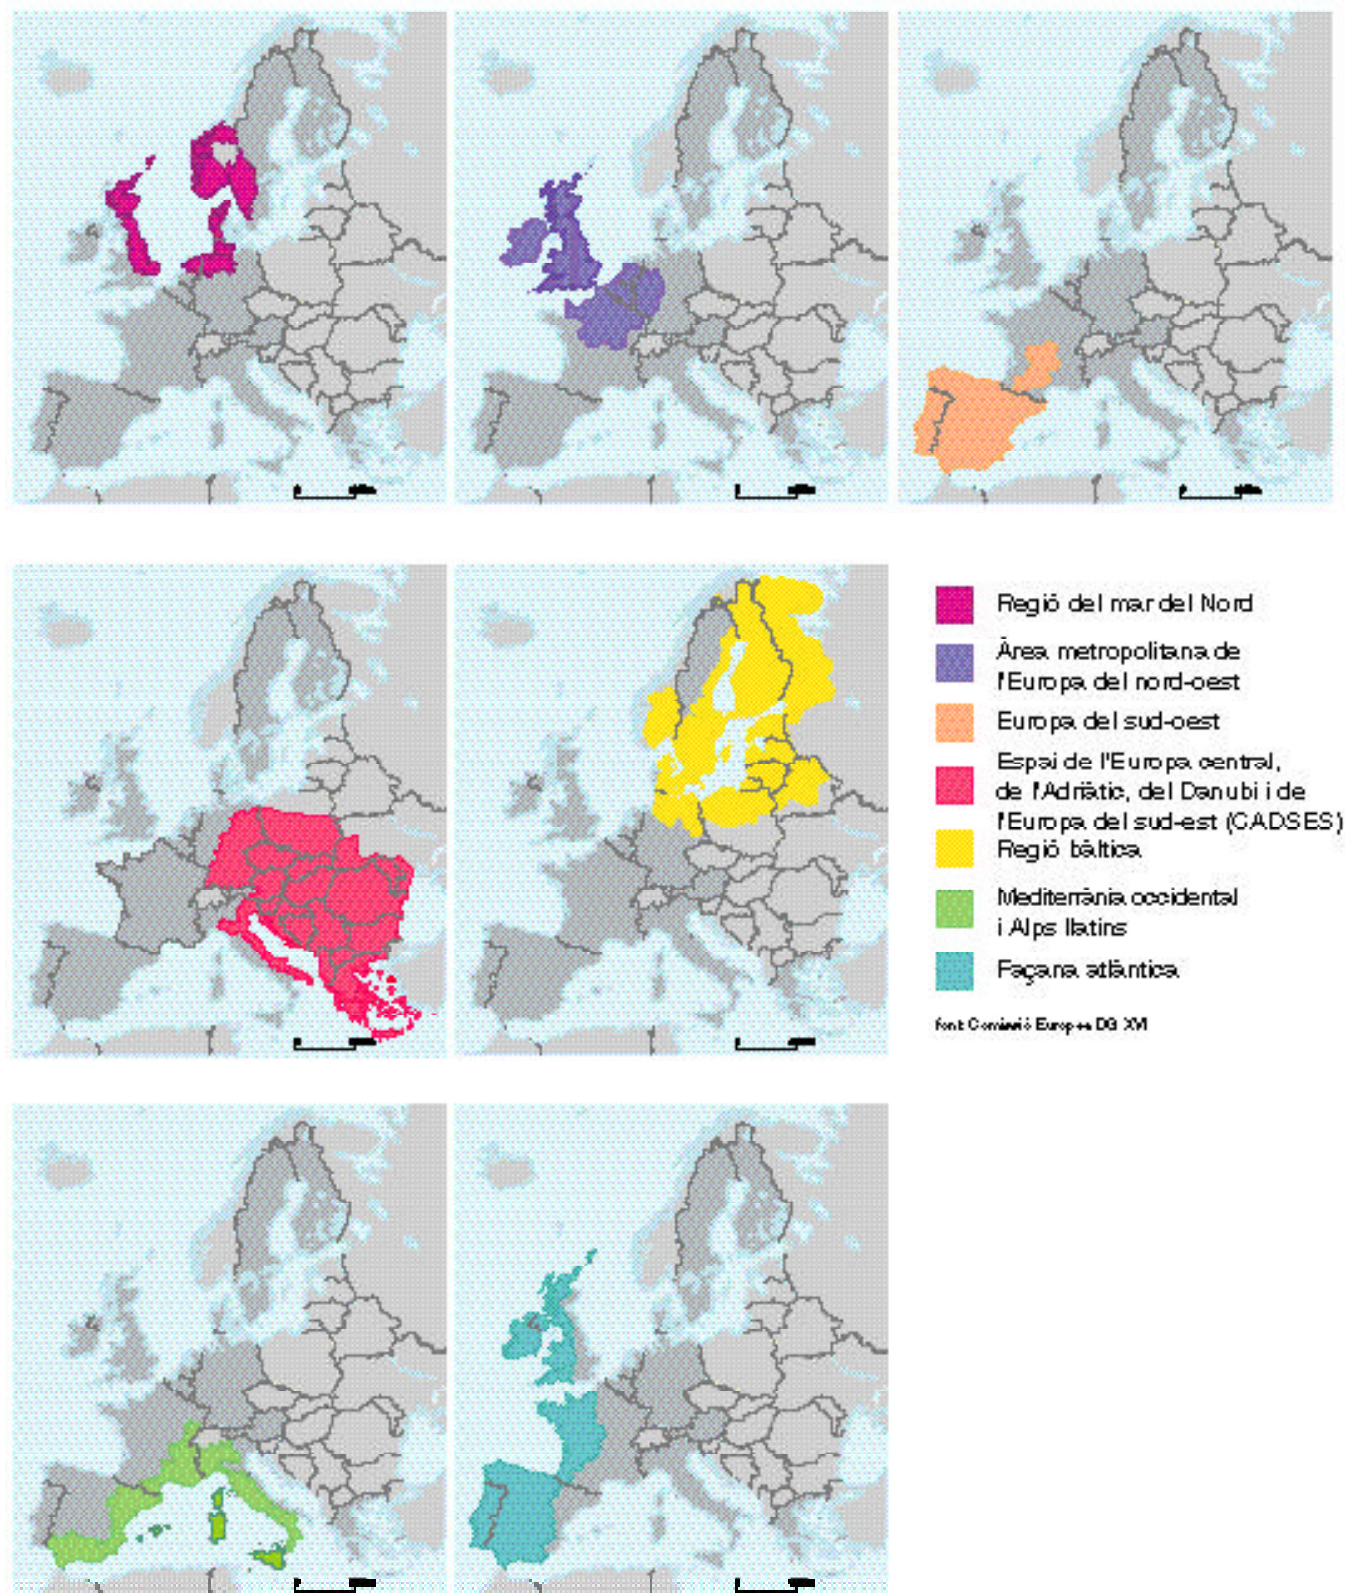 Regió del mar del Nord
Àrea metropolitana de
l'Europa del nord-oest
Europa del sud-oest
Espai de l'Europa central,
de l'Adriàtic, del Danubi i de
l'Europa del sud-est (CADSES)
Regió bàltica
Mediterrània occidental
i Alps llatins
Façana atlàntica
font: Comissió Europea DG XVI